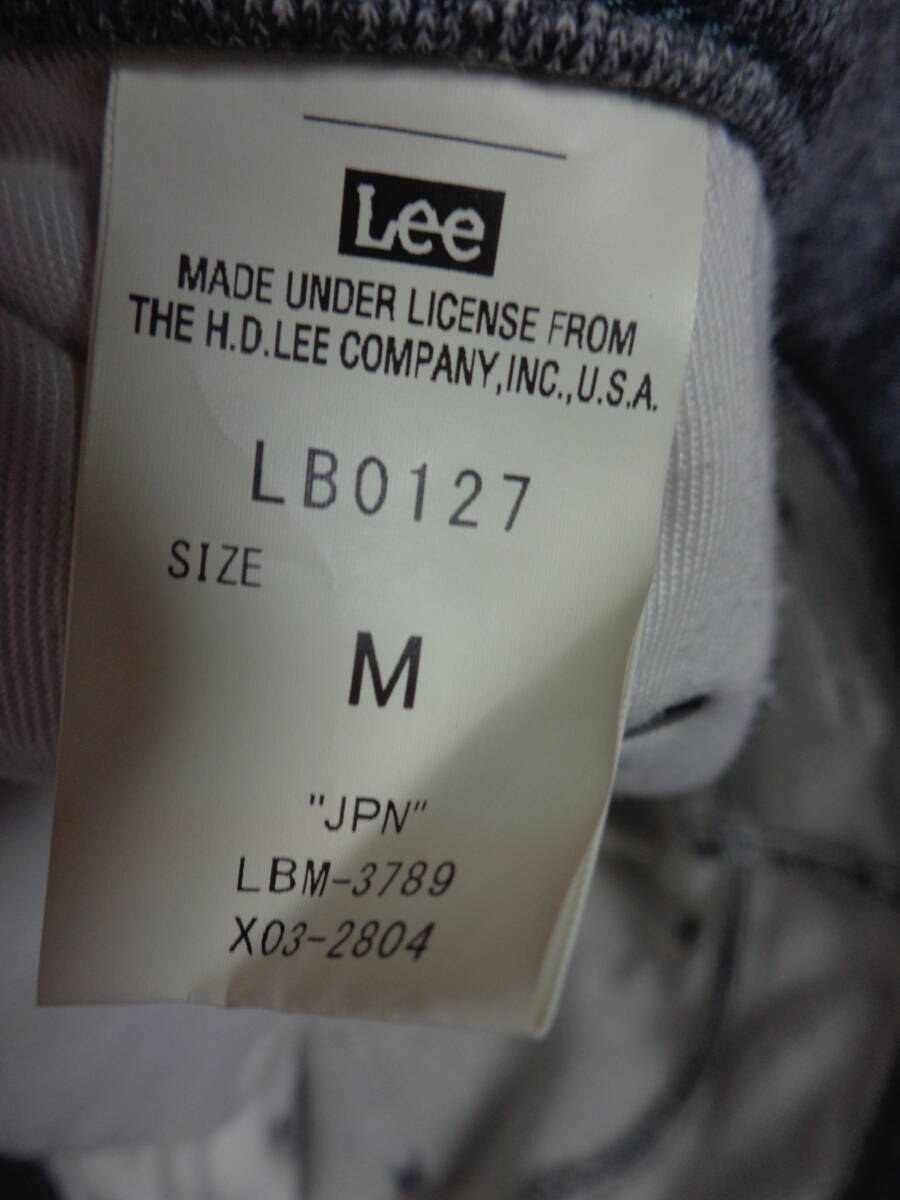 Lee
MADE UNDER LICENSE FROM
THE H.D.LEE COMPANY,INC.,U.S.A.
LB0127
SIZE
M
"JPN"
LBM-3789
X03-2804